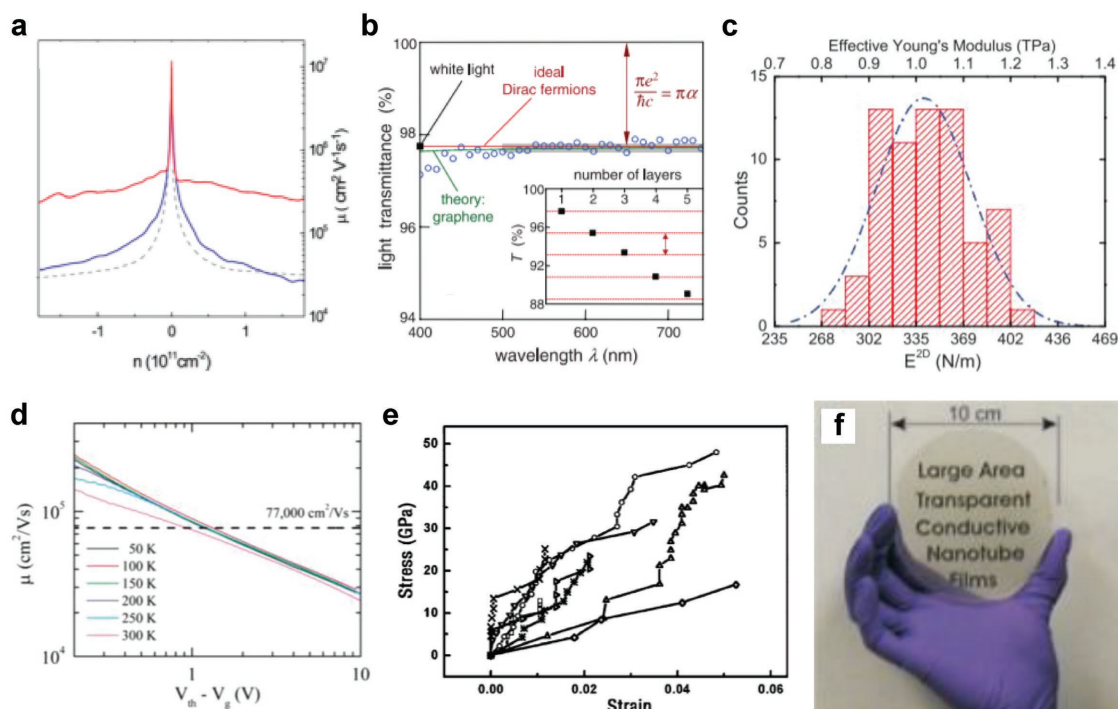 a
10⁷
10⁶
10⁵
10⁴
μ (cm² V⁻¹s⁻¹)
-1
0
1
n (10¹¹cm⁻²)
b
100
98
96
94
light transmittance (%)
white light
ideal
Dirac fermions
πe²/ℏc = πα
theory:
graphene
number of layers
1 2 3 4 5
100
96
92
88
T (%)
400 500 600 700
wavelength λ (nm)
c
Effective Young's Modulus (TPa)
0.7 0.8 0.9 1.0 1.1 1.2 1.3 1.4
15
10
5
0
Counts
235 268 302 335 369 402 436 469
E²ᴰ (N/m)
d
10⁵
10⁴
μ (cm²/Vs)
77,000 cm²/Vs
50 K
100 K
150 K
200 K
250 K
300 K
1
10
Vth - Vg (V)
e
50
40
30
20
10
0
Stress (GPa)
0.00 0.02 0.04 0.06
Strain
f
10 cm
Large Area
Transparent
Conductive
Nanotube
Films